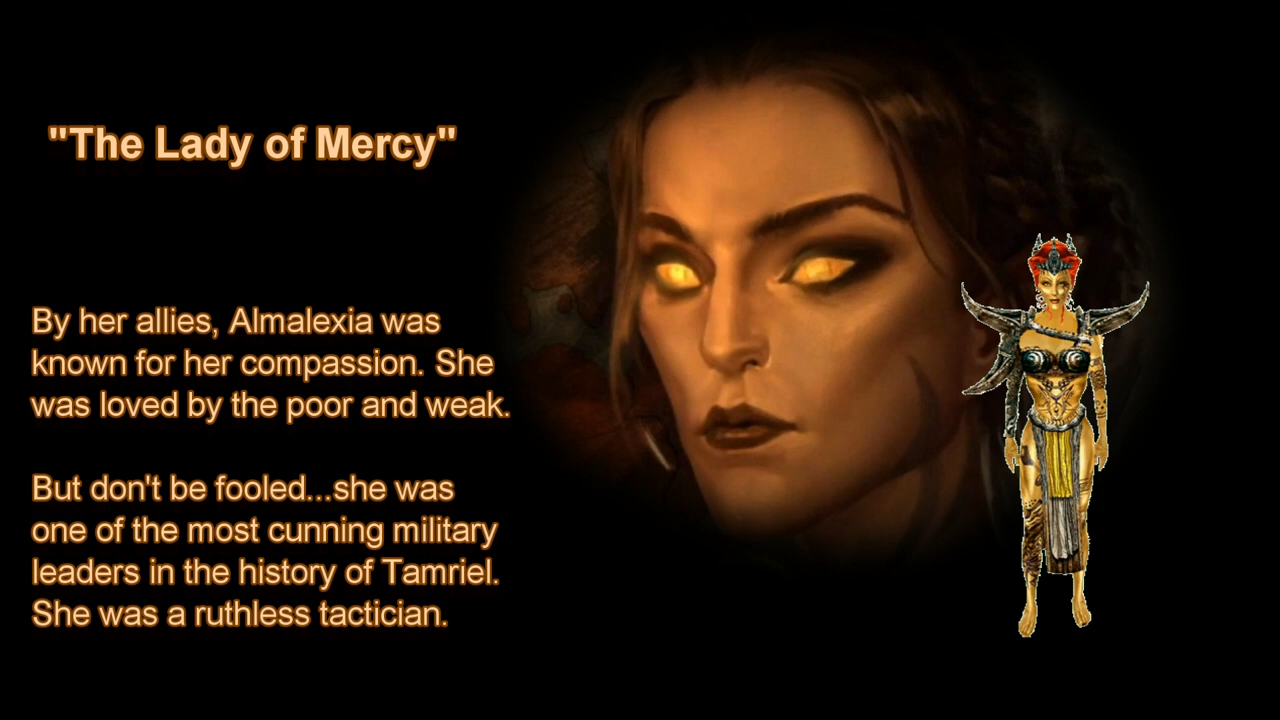 "The Lady of Mercy"
By her allies, Almalexia was
known for her compassion. She
was loved by the poor and weak.
But don't be fooled...she was
one of the most cunning military
leaders in the history of Tamriel.
She was a ruthless tactician.